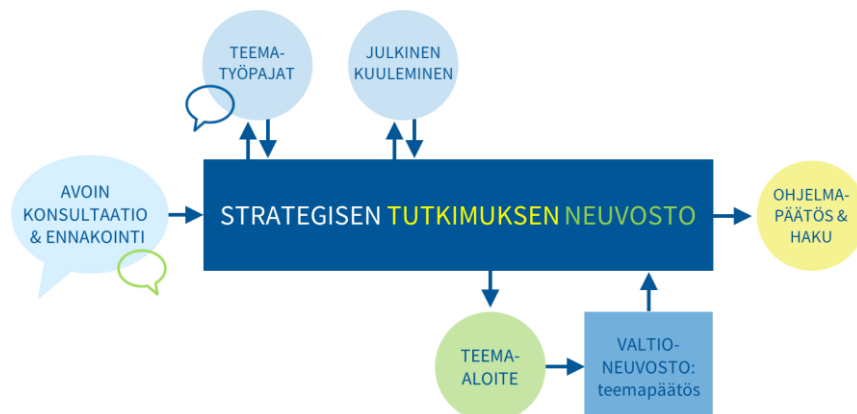 TEEMA-
TYÖPAJAT
JULKINEN
KUULEMINEN
AVOIN
KONSULTAATIO
& ENNAKOINTI
STRATEGISEN TUTKIMUKSEN NEUVOSTO
OHJELMA-
PÄÄTÖS &
HAKU
TEEMA-
ALOITE
VALTIO-
NEUVOSTO:
teemapäätös